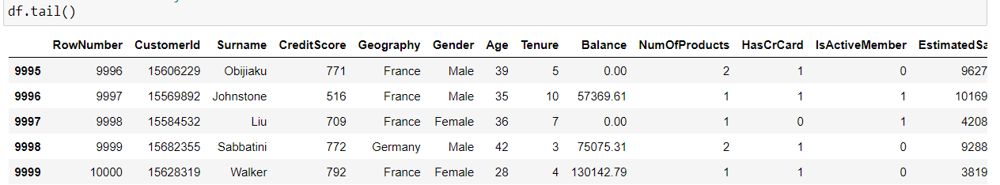 df.tail()
RowNumber CustomerId Surname CreditScore Geography Gender Age Tenure Balance NumOfProducts HasCrCard IsActiveMember EstimatedSa
9995 9996 15606229 Obijiaku 771 France Male 39 5 0.00 2 1 0 9627
9996 9997 15569892 Johnstone 516 France Male 35 10 57369.61 1 1 1 10169
9997 9998 15584532 Liu 709 France Female 36 7 0.00 1 0 1 4208
9998 9999 15682355 Sabbatini 772 Germany Male 42 3 75075.31 2 1 0 9288
9999 10000 15628319 Walker 792 France Female 28 4 130142.79 1 1 0 3819